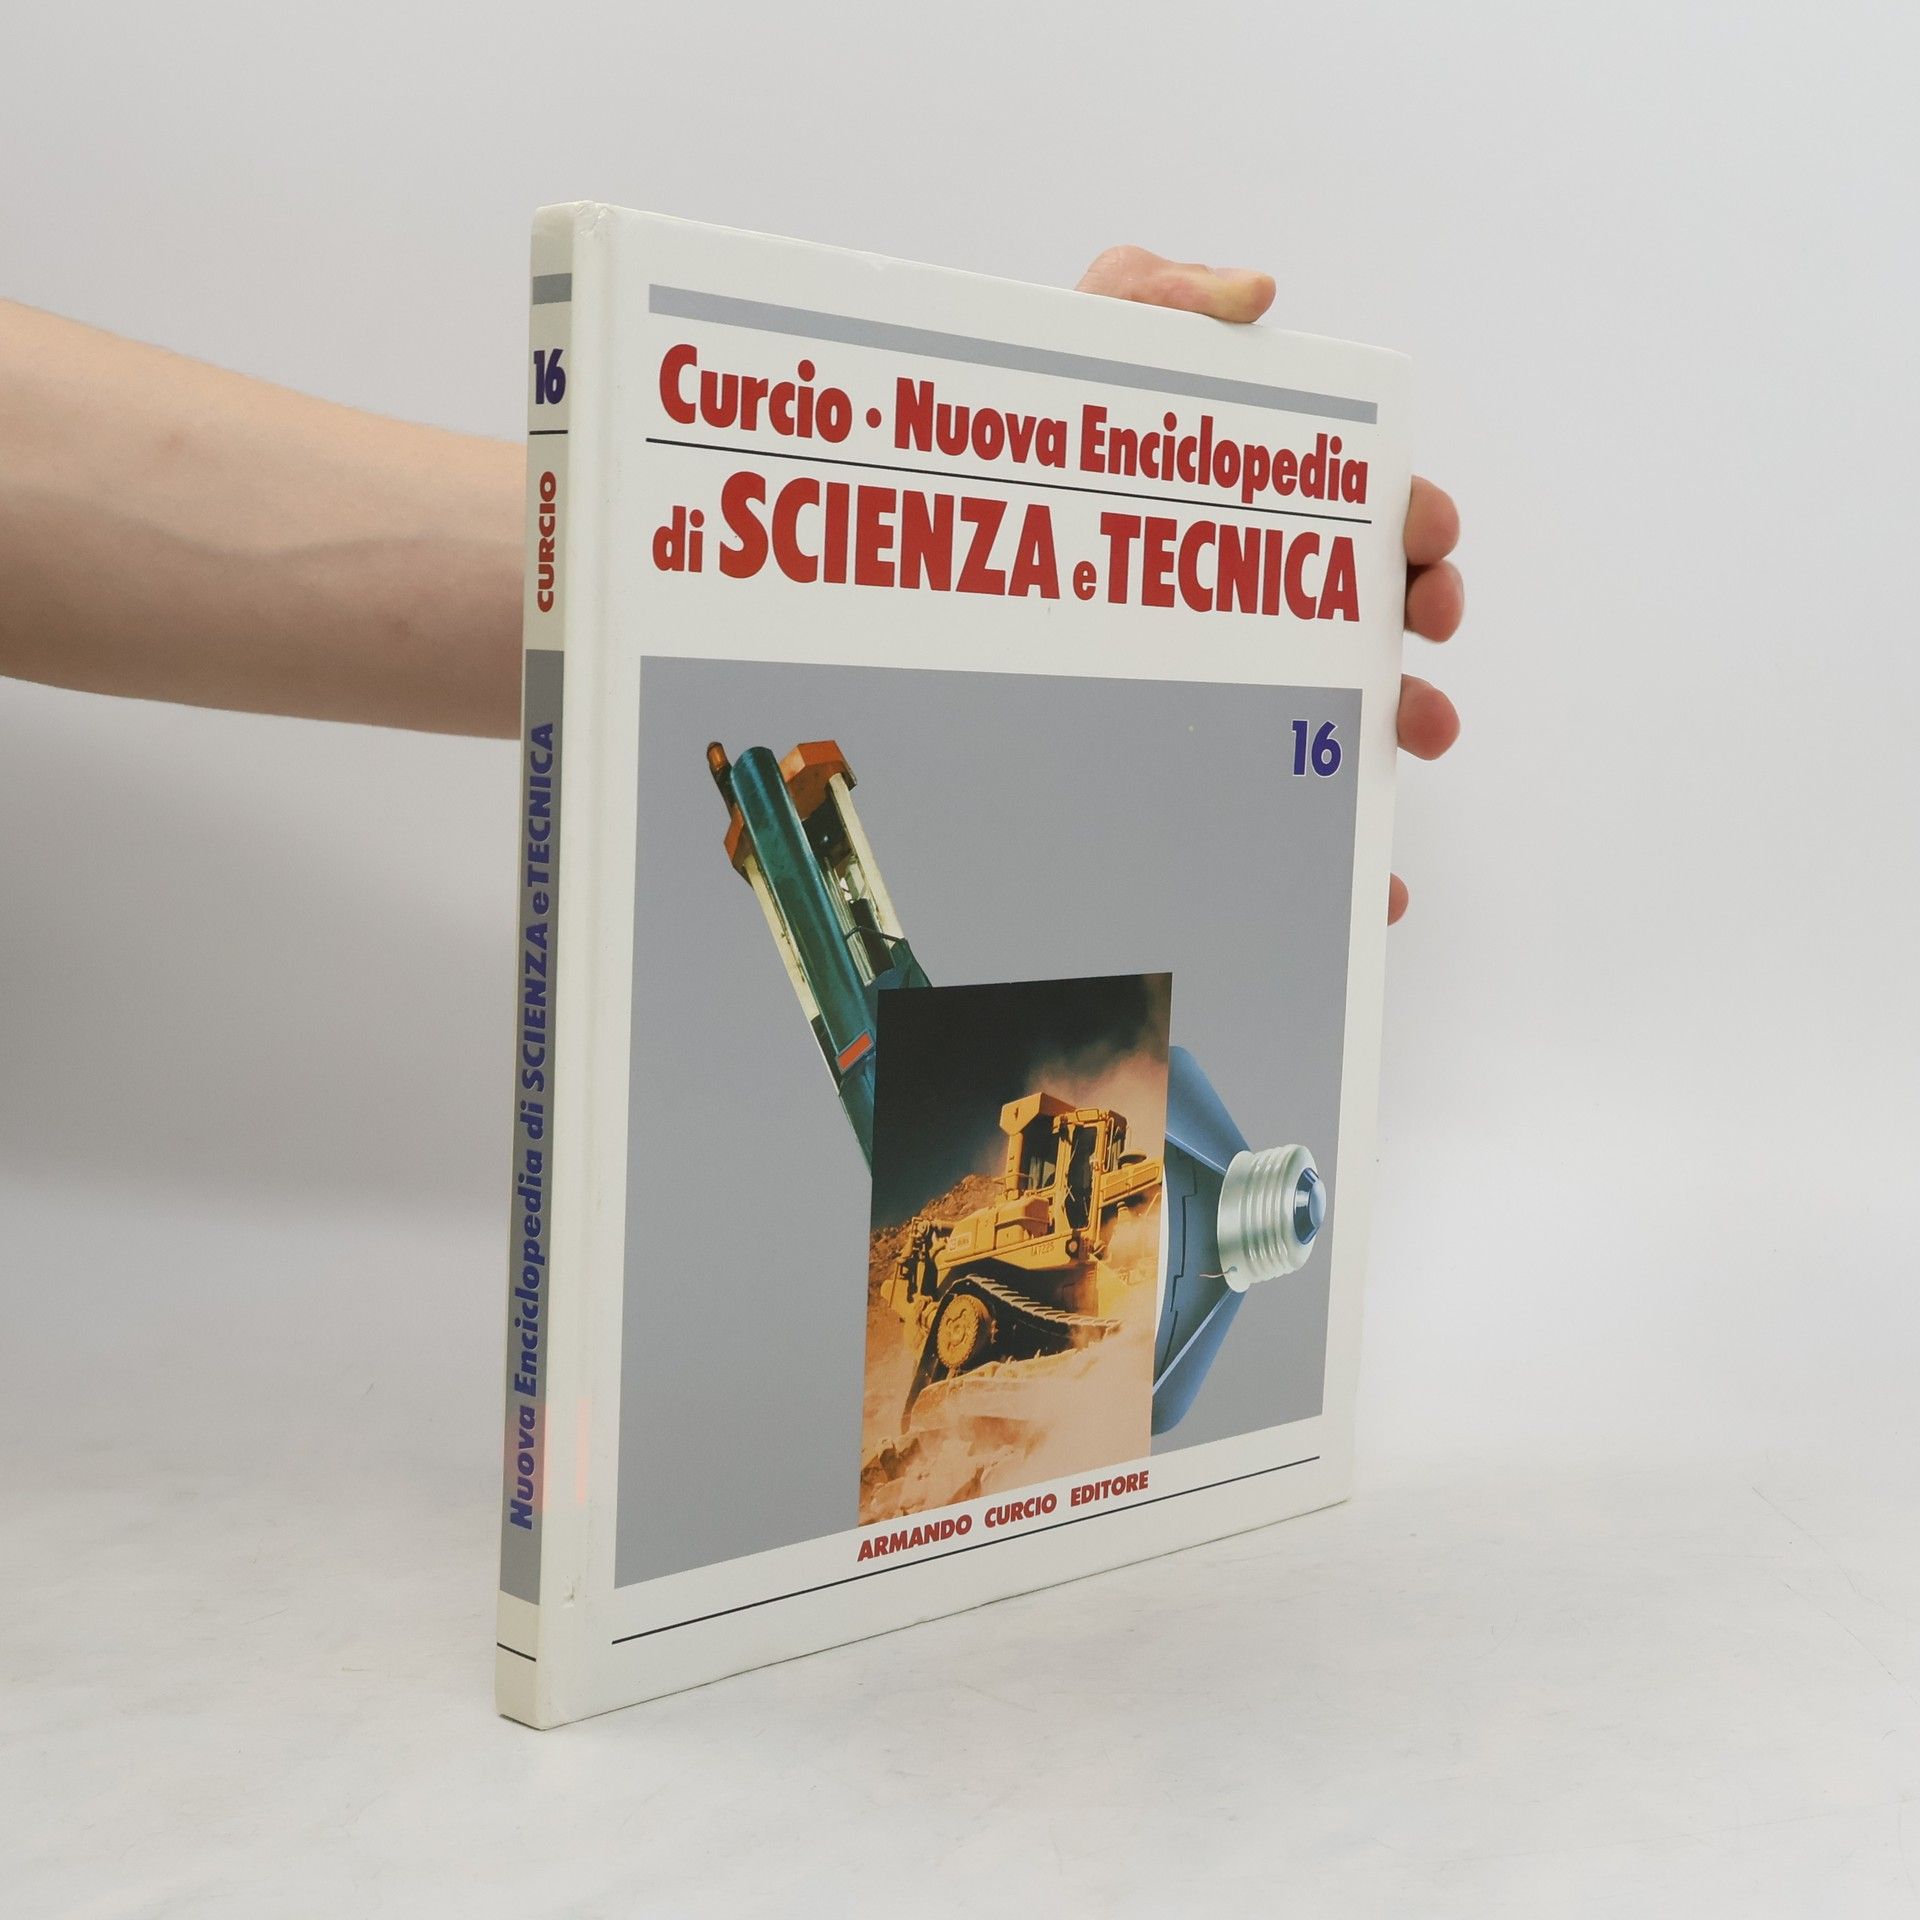 16
CURCIO
Nuova Enciclopedia di SCIENZA e TECNICA
Curcio • Nuova Enciclopedia
di SCIENZA e TECNICA
16
ARMANDO CURCIO EDITORE